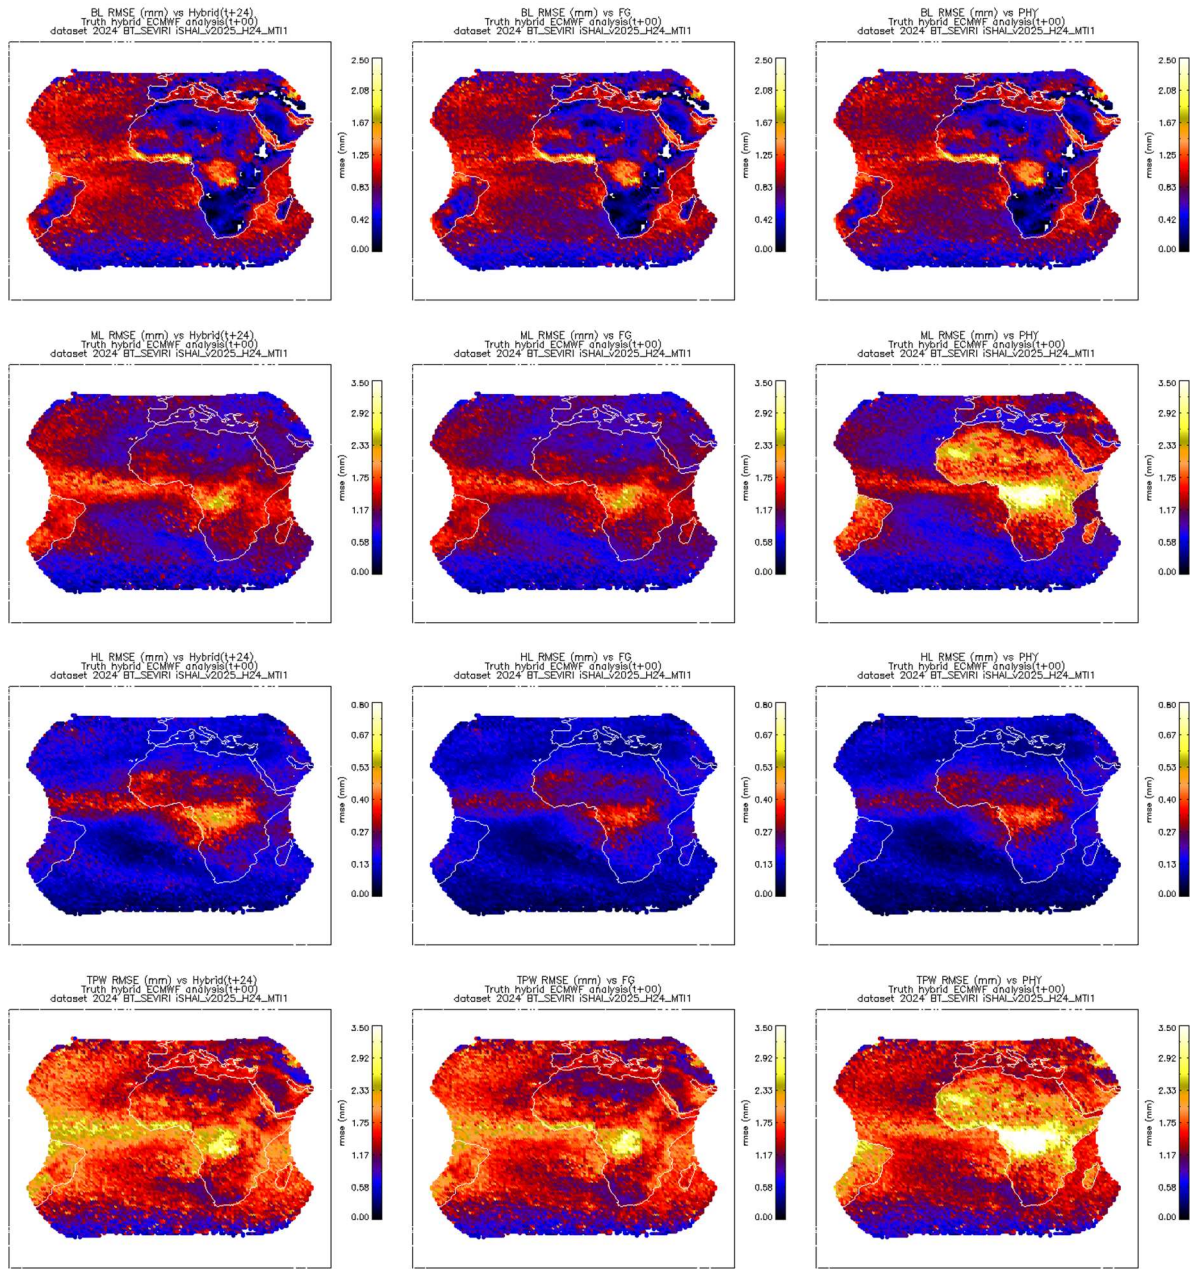 BL RMSE (mm) vs Hybrid(t+24)
Truth hybrid ECMWF analysis(t+00)
dataset 2024 BT_SEVIRI iSHAI_v2025_H24_MTI1
2.50
2.08
1.67
1.25
0.83
0.42
0.00
rmse (mm)
BL RMSE (mm) vs FG
Truth hybrid ECMWF analysis(t+00)
dataset 2024 BT_SEVIRI iSHAI_v2025_H24_MTI1
2.50
2.08
1.67
1.25
0.83
0.42
0.00
rmse (mm)
BL RMSE (mm) vs PHY
Truth hybrid ECMWF analysis(t+00)
dataset 2024 BT_SEVIRI iSHAI_v2025_H24_MTI1
2.50
2.08
1.67
1.25
0.83
0.42
0.00
rmse (mm)
ML RMSE (mm) vs Hybrid(t+24)
Truth hybrid ECMWF analysis(t+00)
dataset 2024 BT_SEVIRI iSHAI_v2025_H24_MTI1
3.50
2.92
2.33
1.75
1.17
0.58
0.00
rmse (mm)
ML RMSE (mm) vs FG
Truth hybrid ECMWF analysis(t+00)
dataset 2024 BT_SEVIRI iSHAI_v2025_H24_MTI1
3.50
2.92
2.33
1.75
1.17
0.58
0.00
rmse (mm)
ML RMSE (mm) vs PHY
Truth hybrid ECMWF analysis(t+00)
dataset 2024 BT_SEVIRI iSHAI_v2025_H24_MTI1
3.50
2.92
2.33
1.75
1.17
0.58
0.00
rmse (mm)
HL RMSE (mm) vs Hybrid(t+24)
Truth hybrid ECMWF analysis(t+00)
dataset 2024 BT_SEVIRI iSHAI_v2025_H24_MTI1
0.80
0.67
0.53
0.40
0.27
0.13
0.00
rmse (mm)
HL RMSE (mm) vs FG
Truth hybrid ECMWF analysis(t+00)
dataset 2024 BT_SEVIRI iSHAI_v2025_H24_MTI1
0.80
0.67
0.53
0.40
0.27
0.13
0.00
rmse (mm)
HL RMSE (mm) vs PHY
Truth hybrid ECMWF analysis(t+00)
dataset 2024 BT_SEVIRI iSHAI_v2025_H24_MTI1
0.80
0.67
0.53
0.40
0.27
0.13
0.00
rmse (mm)
TPW RMSE (mm) vs Hybrid(t+24)
Truth hybrid ECMWF analysis(t+00)
dataset 2024 BT_SEVIRI iSHAI_v2025_H24_MTI1
3.50
2.92
2.33
1.75
1.17
0.58
0.00
rmse (mm)
TPW RMSE (mm) vs FG
Truth hybrid ECMWF analysis(t+00)
dataset 2024 BT_SEVIRI iSHAI_v2025_H24_MTI1
3.50
2.92
2.33
1.75
1.17
0.58
0.00
rmse (mm)
TPW RMSE (mm) vs PHY
Truth hybrid ECMWF analysis(t+00)
dataset 2024 BT_SEVIRI iSHAI_v2025_H24_MTI1
3.50
2.92
2.33
1.75
1.17
0.58
0.00
rmse (mm)